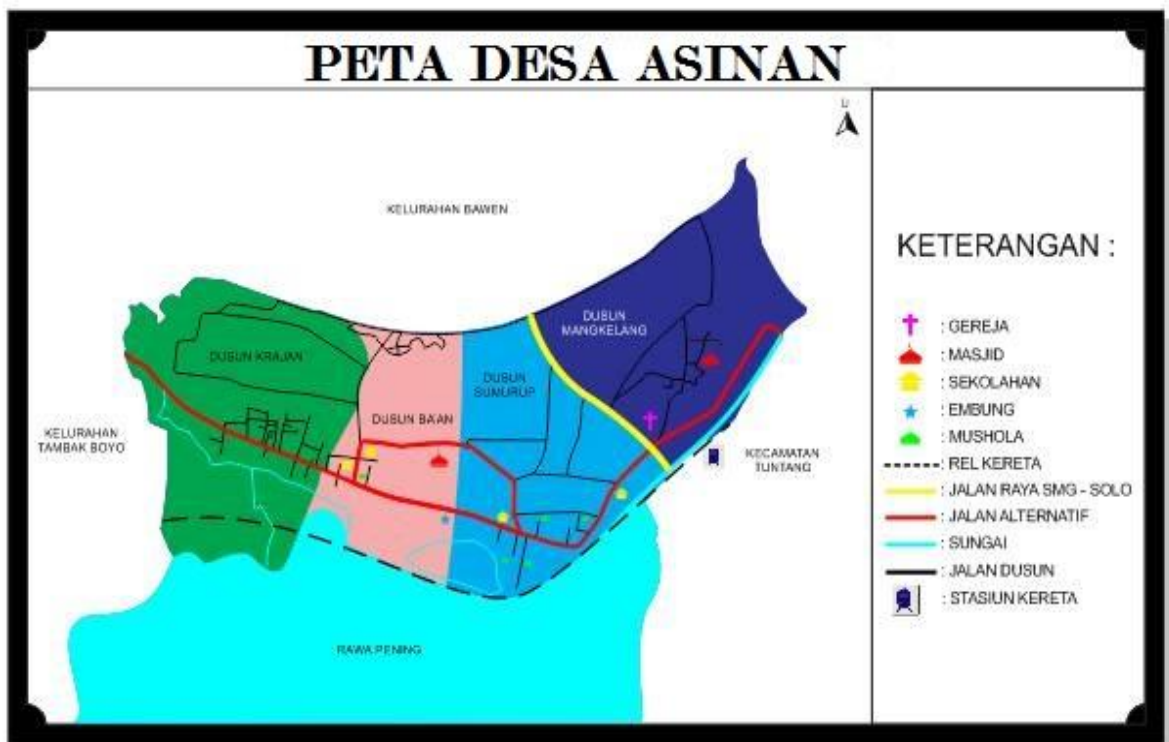 PETA DESA ASINAN
U
KELURAHAN BAWEN
DUSUN
MANGKELANG
DUSUN KRAJAN
DUSUN
SUMURUP
DUSUN BA'AN
KELURAHAN
TAMBAK BOYO
KECAMATAN
TUNTANG
RAWA PENING
KETERANGAN :
: GEREJA
: MASJID
: SEKOLAHAN
: EMBUNG
: MUSHOLA
: REL KERETA
: JALAN RAYA SMG - SOLO
: JALAN ALTERNATIF
: SUNGAI
: JALAN DUSUN
: STASIUN KERETA